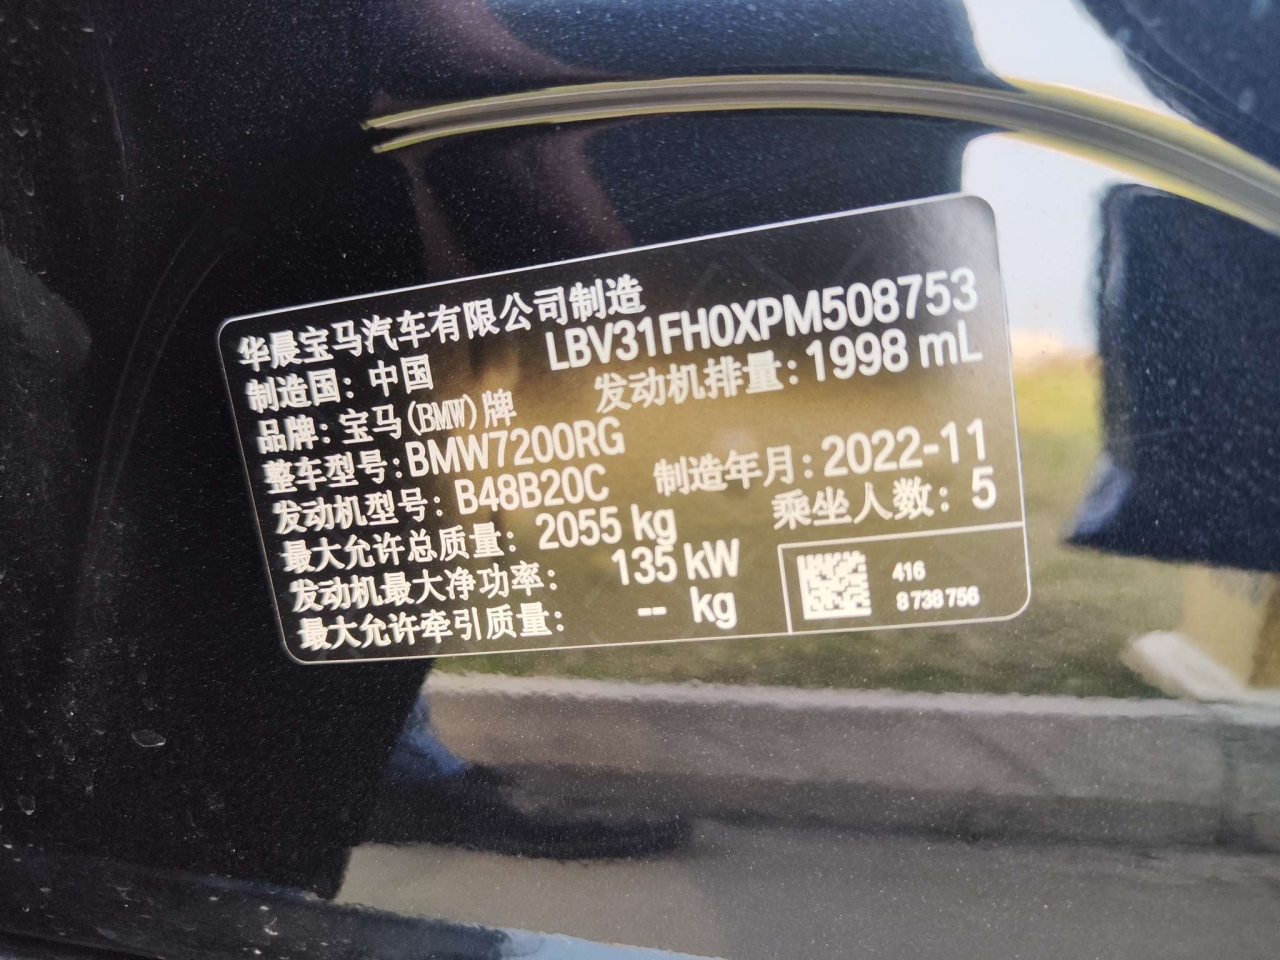 华晨宝马汽车有限公司制造
制造国：中国 LBV31FH0XPM508753
品牌：宝马(BMW)牌 发动机排量：1998 mL
整车型号：BMW7200RG
发动机型号：B48B20C 制造年月：2022-11
最大允许总质量：2055 kg 乘坐人数：5
发动机最大净功率：135 kW
最大允许牵引质量：-- kg
416
8 738 756